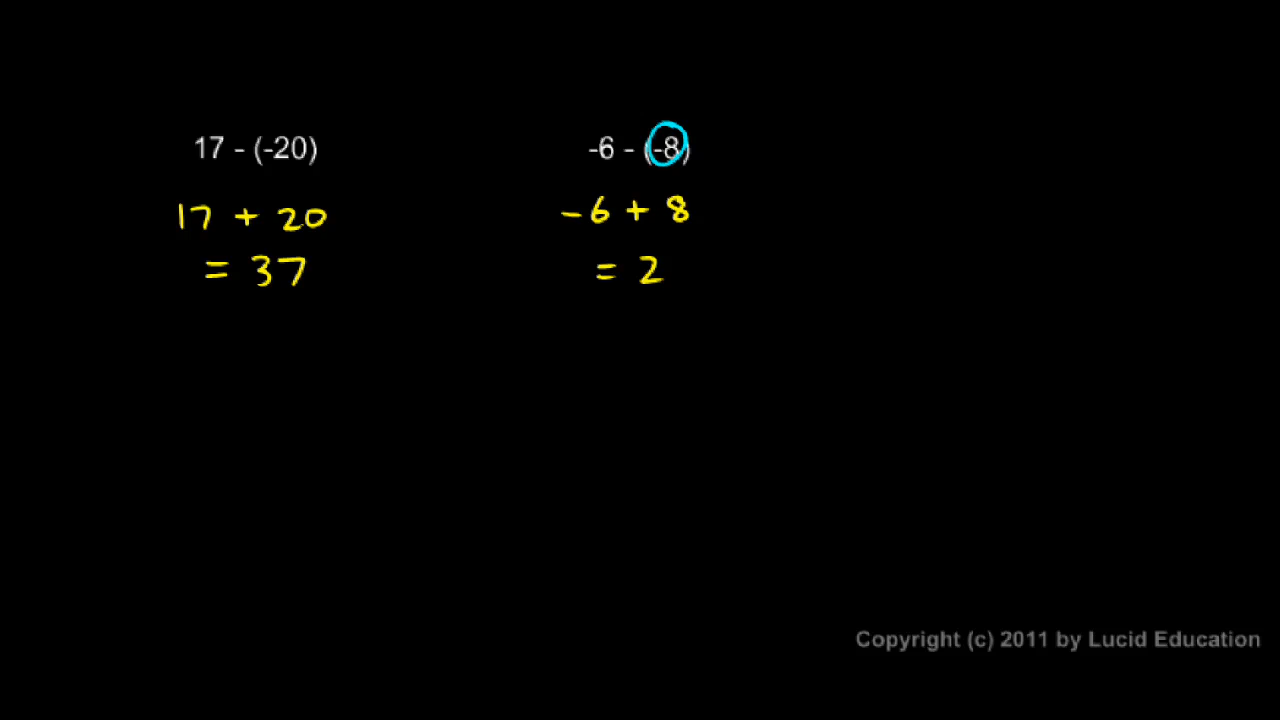 17 - (-20)
17 + 20
= 37
-6 - (-8)
-6 + 8
= 2
Copyright (c) 2011 by Lucid Education